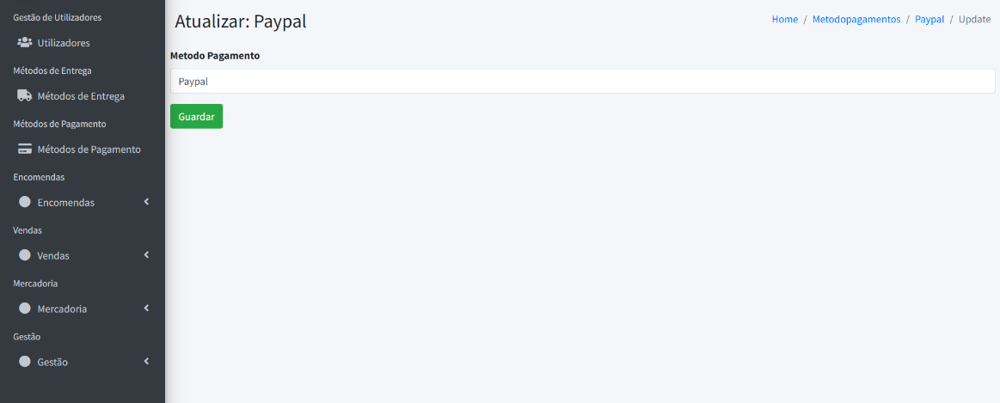 Gestão de Utilizadores
Utilizadores
Métodos de Entrega
Métodos de Entrega
Métodos de Pagamento
Métodos de Pagamento
Encomendas
Encomendas
Vendas
Vendas
Mercadoria
Mercadoria
Gestão
Gestão
Atualizar: Paypal
Home / Metodopagamentos / Paypal / Update
Metodo Pagamento
Paypal
Guardar